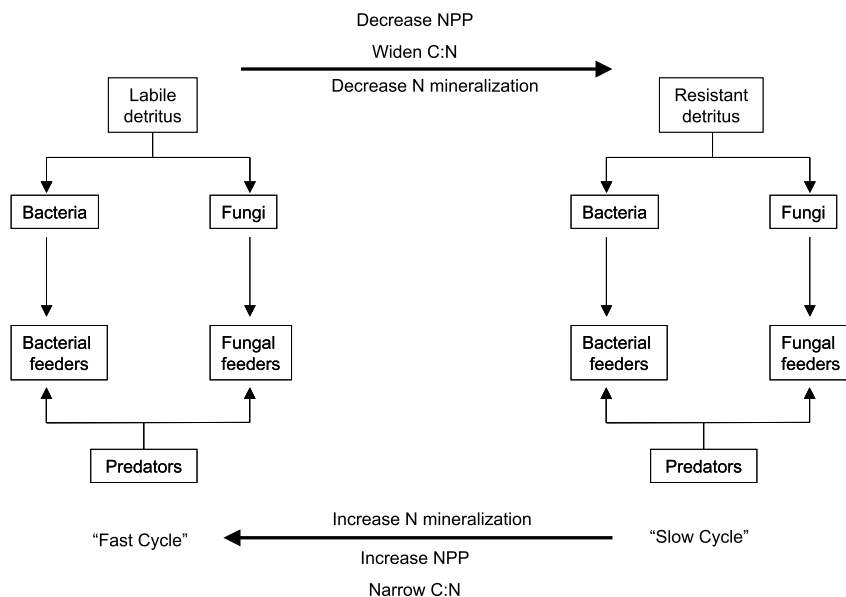 Decrease NPP
Widen C:N
Decrease N mineralization
Labile
detritus
Resistant
detritus
Bacteria
Fungi
Bacteria
Fungi
Bacterial
feeders
Fungal
feeders
Bacterial
feeders
Fungal
feeders
Predators
Predators
Increase N mineralization
"Fast Cycle"
"Slow Cycle"
Increase NPP
Narrow C:N